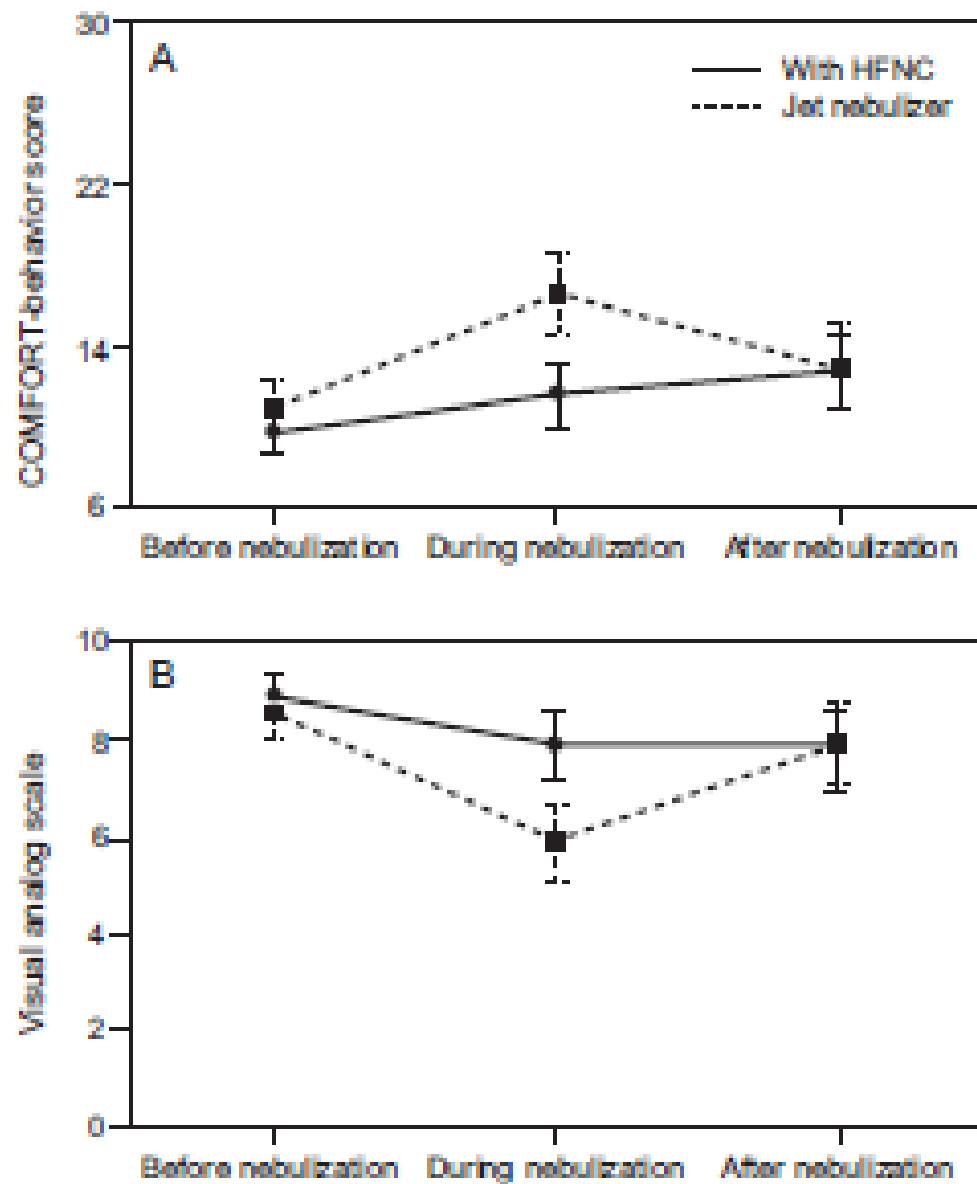 30
A
With HFNC
Jet nebulizer
22
14
6
COMFORT-behavior score
Before nebulization During nebulization After nebulization
10
B
8
6
4
2
0
Visual analog scale
Before nebulization During nebulization After nebulization